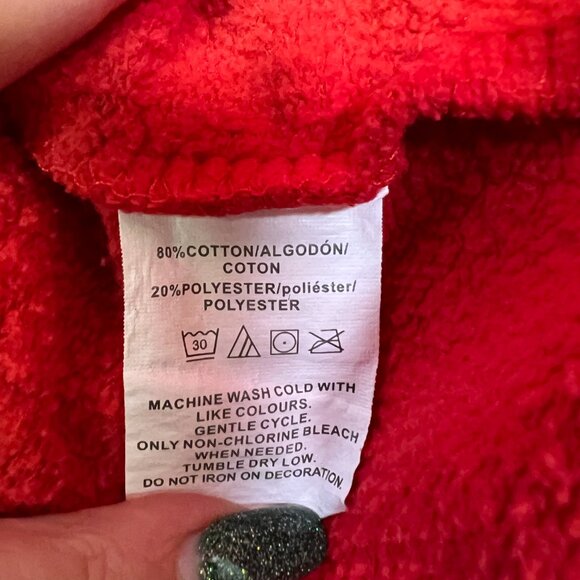 80%COTTON/ALGODÓN/
COTON
20%POLYESTER/poliéster/
POLYESTER
30
MACHINE WASH COLD WITH
LIKE COLOURS.
GENTLE CYCLE.
ONLY NON-CHLORINE BLEACH
WHEN NEEDED.
TUMBLE DRY LOW.
DO NOT IRON ON DECORATION.